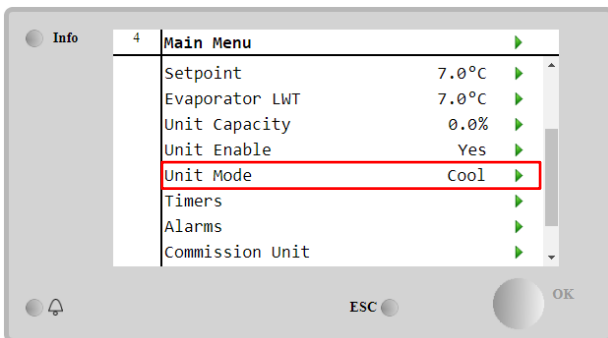 Info
4 Main Menu
Setpoint 7.0°C
Evaporator LWT 7.0°C
Unit Capacity 0.0%
Unit Enable Yes
Unit Mode Cool
Timers
Alarms
Commission Unit
ESC OK